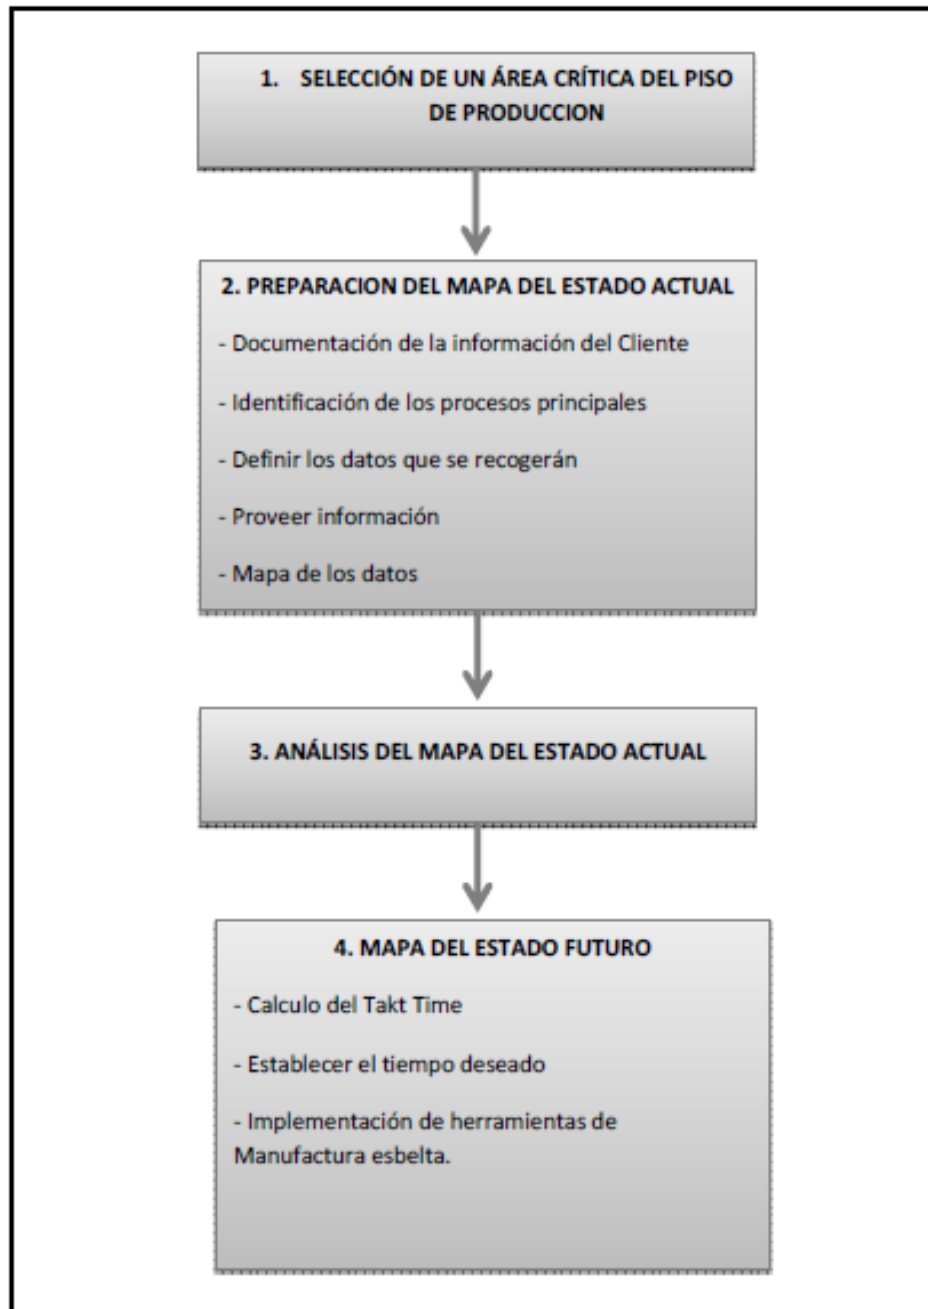 1. SELECCIÓN DE UN ÁREA CRÍTICA DEL PISO
DE PRODUCCION
2. PREPARACION DEL MAPA DEL ESTADO ACTUAL
- Documentación de la información del Cliente
- Identificación de los procesos principales
- Definir los datos que se recogerán
- Proveer información
- Mapa de los datos
3. ANÁLISIS DEL MAPA DEL ESTADO ACTUAL
4. MAPA DEL ESTADO FUTURO
- Calculo del Takt Time
- Establecer el tiempo deseado
- Implementación de herramientas de
Manufactura esbelta.